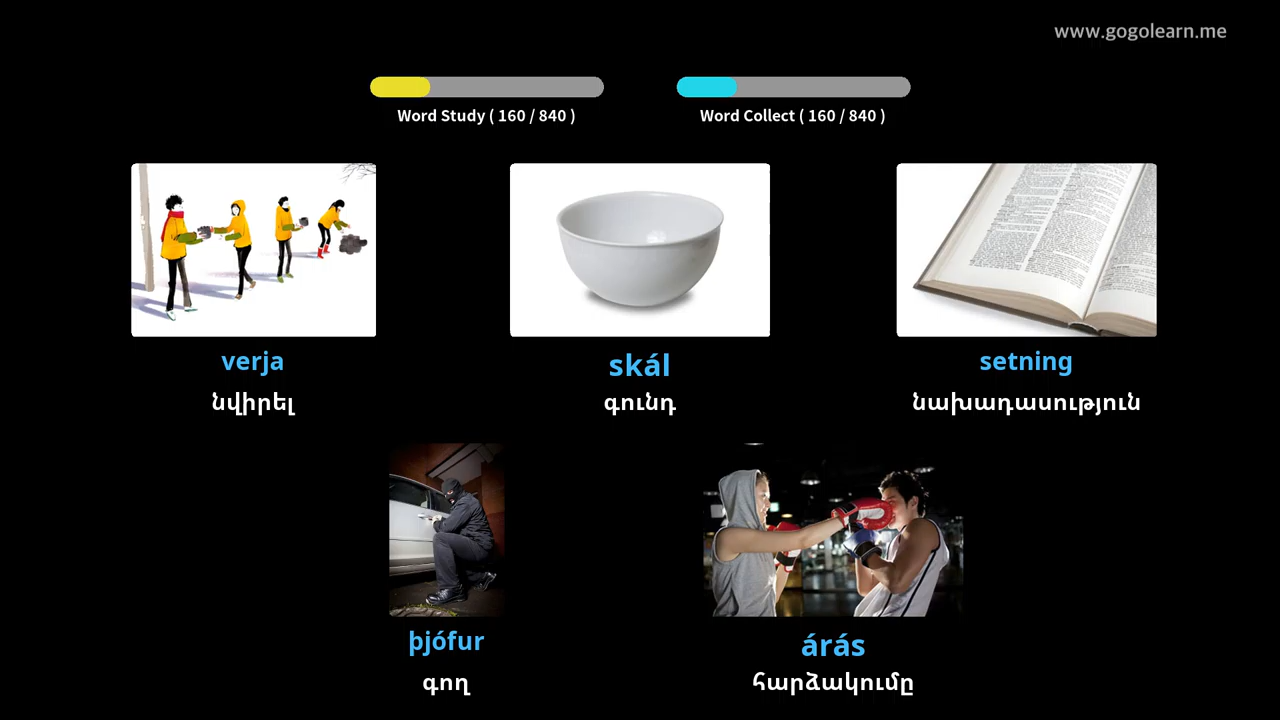 www.gogolearn.me
Word Study ( 160 / 840 )
Word Collect ( 160 / 840 )
verja
նվիրել
skál
գունդ
setning
նախադասություն
þjófur
գող
árás
հարձակումը